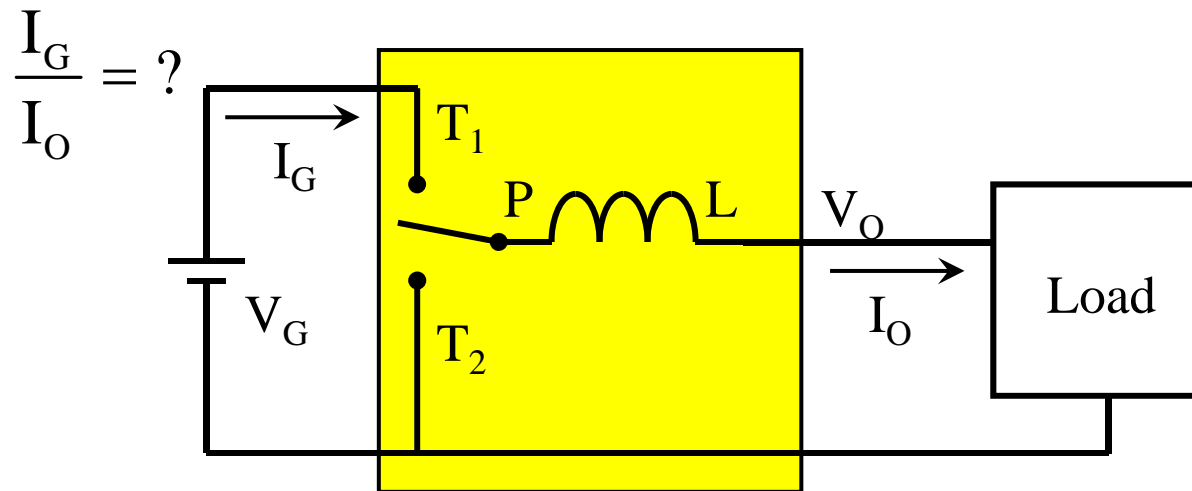 I_G
I_O
= ?
I_G
T_1
P
L
V_O
I_O
Load
V_G
T_2